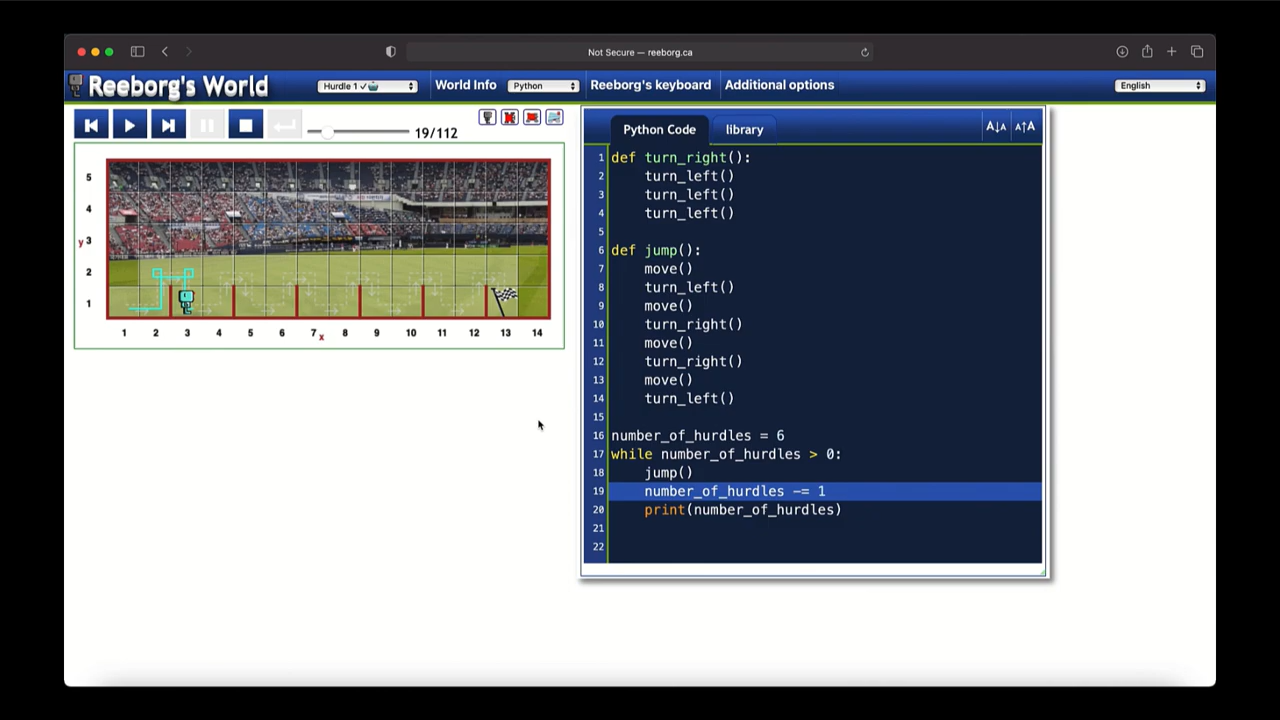 Not Secure — reeborg.ca
Reeborg's World
Hurdle 1 ✓
World Info
Python
Reeborg's keyboard
Additional options
English
19/112
Python Code
library
5
4
y 3
2
1
1 2 3 4 5 6 7 x 8 9 10 11 12 13 14
1 def turn_right():
2     turn_left()
3     turn_left()
4     turn_left()
5
6 def jump():
7     move()
8     turn_left()
9     move()
10     turn_right()
11     move()
12     turn_right()
13     move()
14     turn_left()
15
16 number_of_hurdles = 6
17 while number_of_hurdles > 0:
18     jump()
19     number_of_hurdles -= 1
20     print(number_of_hurdles)
21
22
A↓A
A↑A